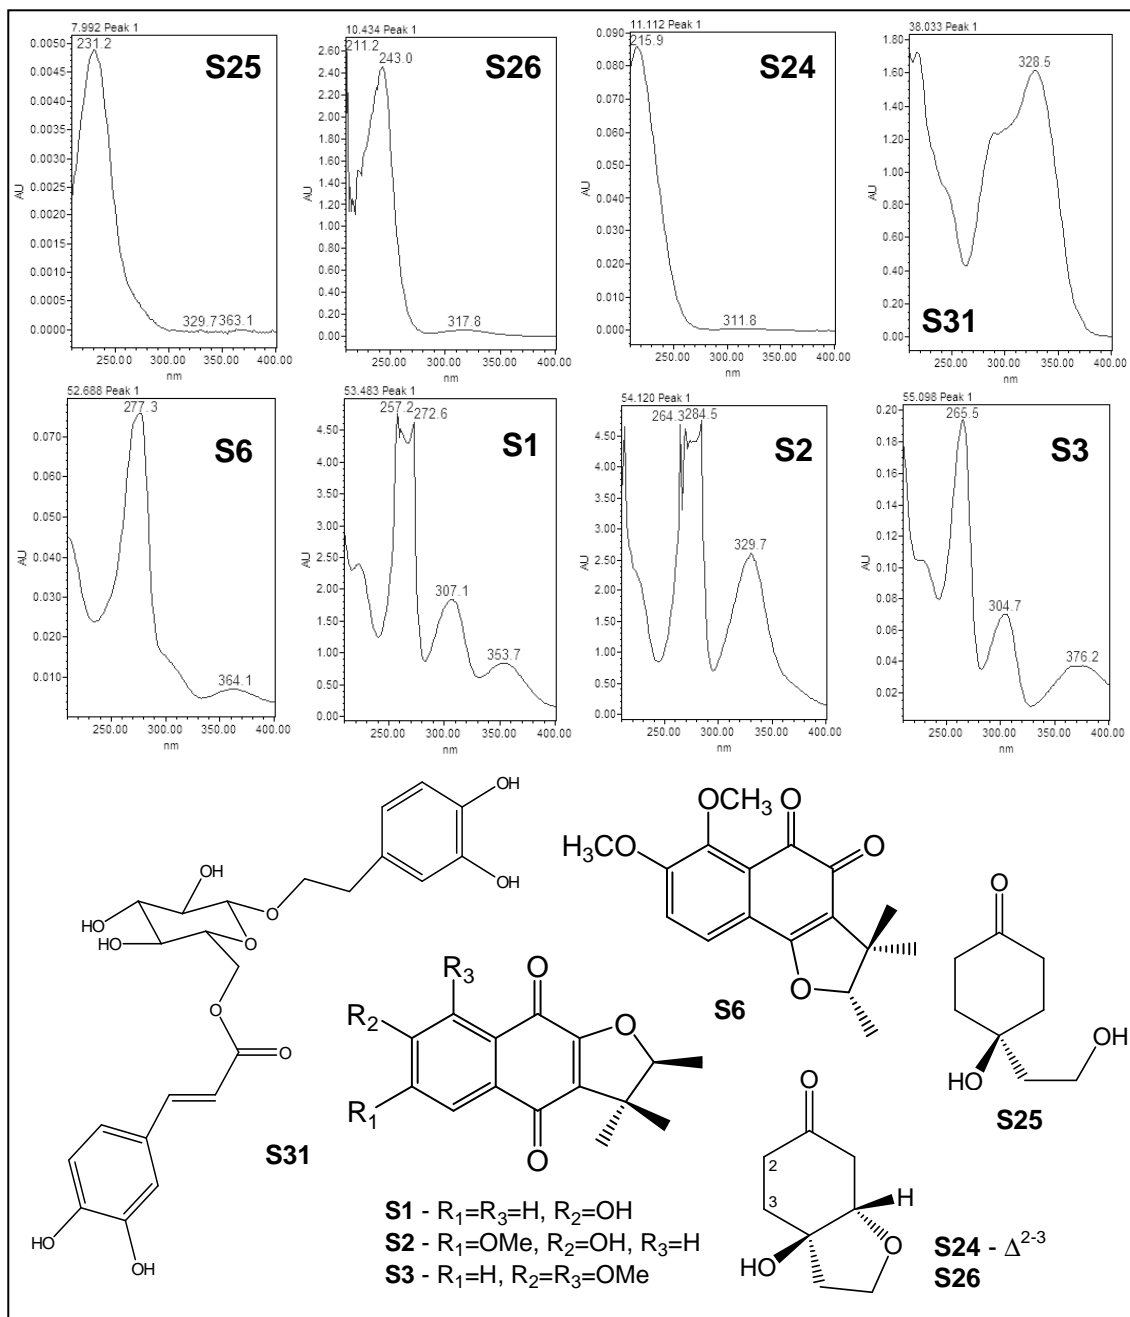 7.992 Peak 1
231.2
S25
0.0050
0.0045
0.0040
0.0035
0.0030
0.0025
0.0020
0.0015
0.0010
0.0005
0.0000
AU
329.7 363.1
250.00 300.00 350.00 400.00
nm
10.434 Peak 1
211.2
243.0
S26
2.60
2.40
2.20
2.00
1.80
1.60
1.40
1.20
1.00
0.80
0.60
0.40
0.20
0.00
AU
317.8
250.00 300.00 350.00 400.00
nm
11.112 Peak 1
215.9
S24
0.090
0.080
0.070
0.060
0.050
0.040
0.030
0.020
0.010
0.000
AU
311.8
250.00 300.00 350.00 400.00
nm
38.033 Peak 1
328.5
1.80
1.60
1.40
1.20
1.00
0.80
0.60
0.40
0.20
0.00
AU
S31
250.00 300.00 350.00 400.00
nm
52.688 Peak 1
277.3
S6
0.070
0.060
0.050
0.040
0.030
0.020
0.010
AU
364.1
250.00 300.00 350.00 400.00
nm
53.483 Peak 1
257.2
272.6
S1
4.50
4.00
3.50
3.00
2.50
2.00
1.50
1.00
0.50
0.00
AU
307.1
353.7
250.00 300.00 350.00 400.00
nm
54.120 Peak 1
264.3 284.5
S2
4.50
4.00
3.50
3.00
2.50
2.00
1.50
1.00
0.50
0.00
AU
329.7
250.00 300.00 350.00 400.00
nm
55.098 Peak 1
265.5
S3
0.20
0.18
0.16
0.14
0.12
0.10
0.08
0.06
0.04
0.02
AU
304.7
376.2
250.00 300.00 350.00 400.00
nm
OH
OH
OH
HO
HO
O
O
O
O
HO
OH
S31
OCH3
H3CO
O
O
O
S6
R3
R2
R1
O
O
O
O
OH
HO
S25
O
2
3
H
HO
O
S1 - R1=R3=H, R2=OH
S2 - R1=OMe, R2=OH, R3=H
S3 - R1=H, R2=R3=OMe
S24 - Δ2-3
S26